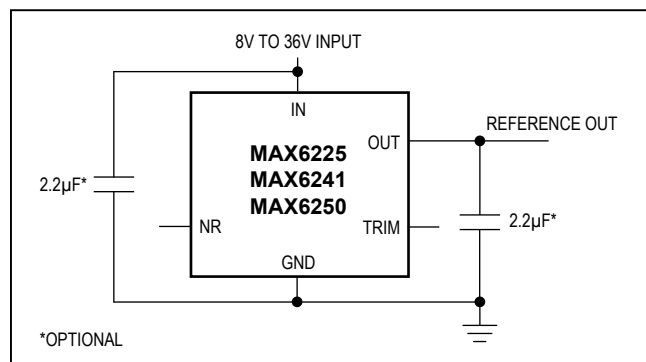 8V TO 36V INPUT
IN
REFERENCE OUT
OUT
MAX6225
MAX6241
MAX6250
2.2µF*
NR
TRIM
2.2µF*
GND
*OPTIONAL